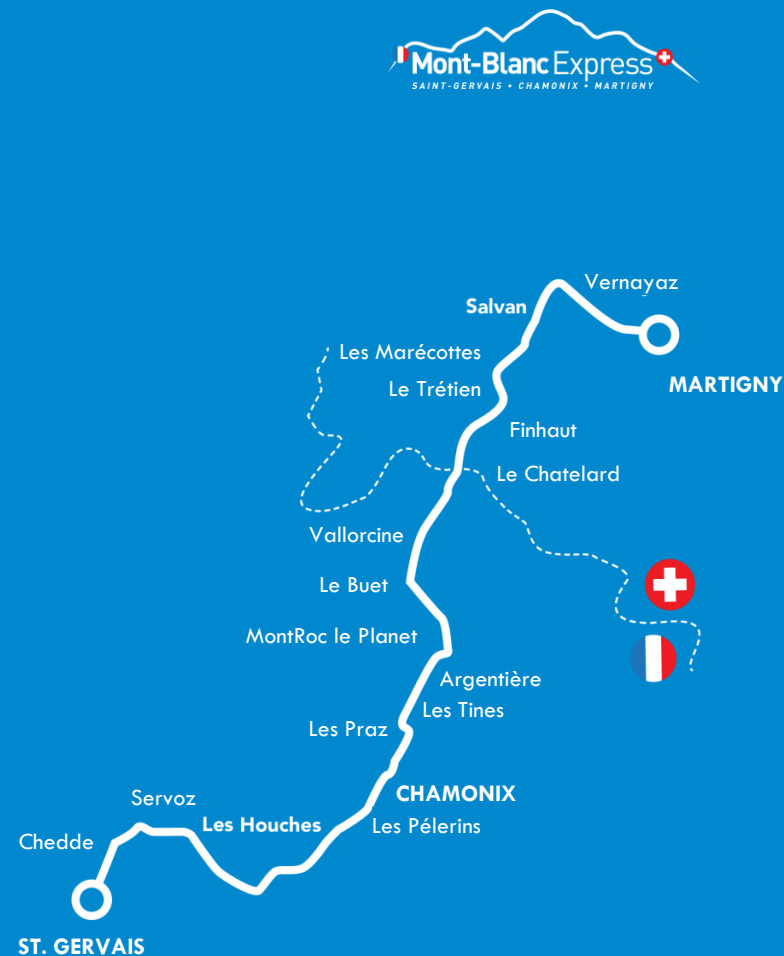 Mont-Blanc Express
SAINT-GERVAIS • CHAMONIX • MARTIGNY
Vernayaz
Salvan
MARTIGNY
Les Marécottes
Le Trétien
Finhaut
Le Chatelard
Vallorcine
Le Buet
MontRoc le Planet
Argentière
Les Tines
Les Praz
CHAMONIX
Servoz
Les Houches
Les Pélerins
Chedde
ST. GERVAIS